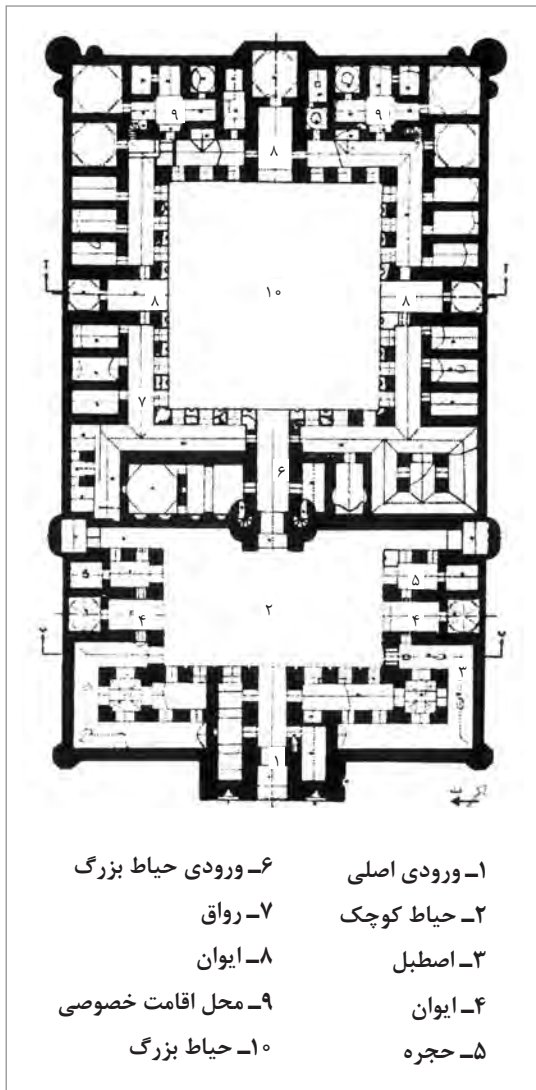 ۹ ۹
۸
۸ ۱۰ ۸
۷
۶
۵
۴ ۲ ۴
۳
۱
۱ـ ورودی اصلی
۲ـ حیاط کوچک
۳ـ اصطبل
۴ـ ایوان
۵ـ حجره
۶ـ ورودی حیاط بزرگ
۷ـ رواق
۸ـ ایوان
۹ـ محل اقامت خصوصی
۱۰ـ حیاط بزرگ